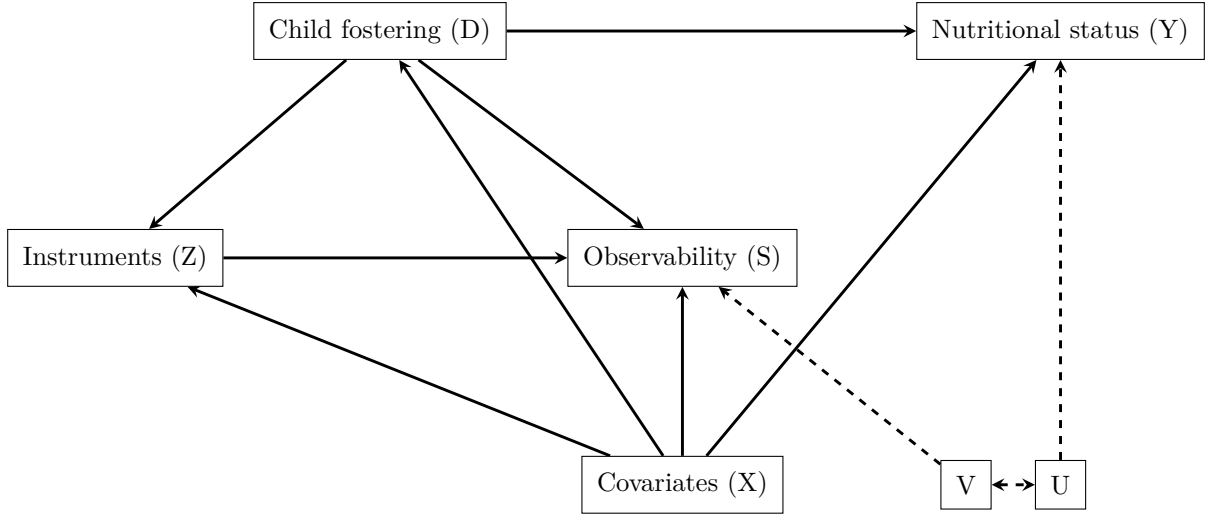 Child fostering (D)
Nutritional status (Y)
Instruments (Z)
Observability (S)
Covariates (X)
V
U